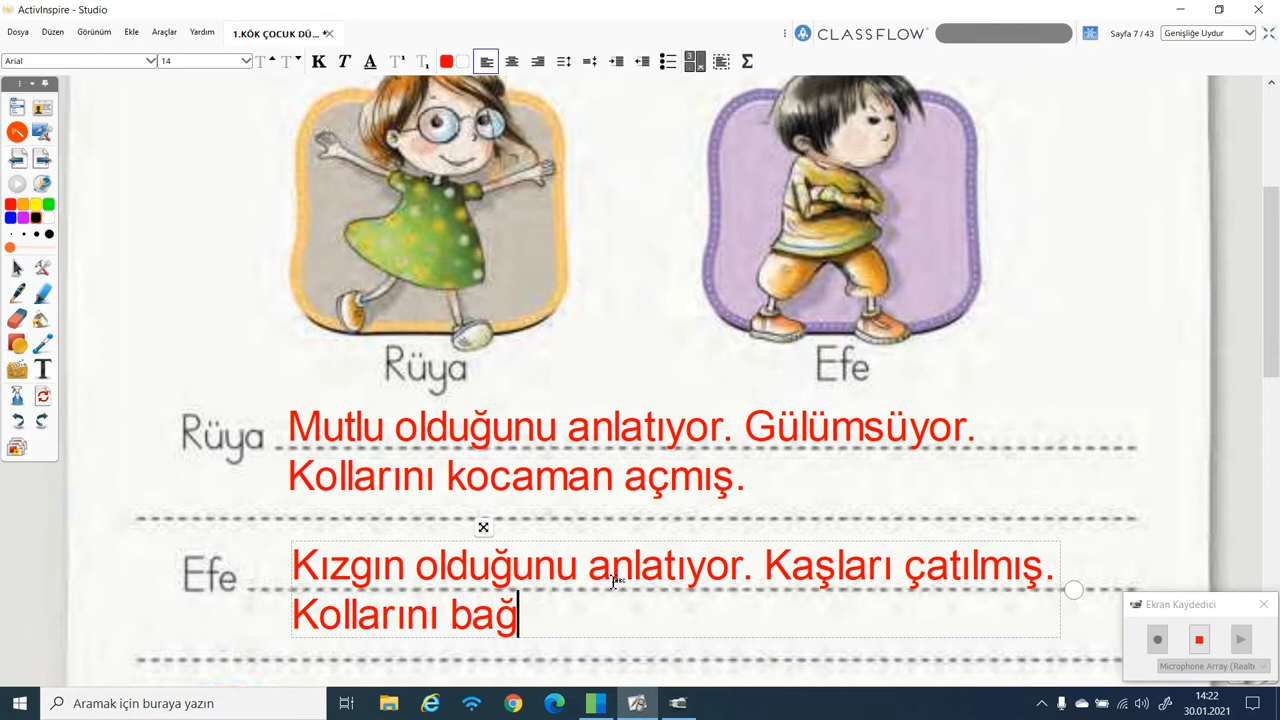 ActivInspire - Studio
Dosya Düzen Görünüm Ekle Araçlar Yardım
1.KÖK ÇOCUK DÜ... *
CLASSFLOW
Sayfa 7 / 43
Genişliğe Uydur
Arial
14
K T A T T
Rüya
Efe
Rüya Mutlu olduğunu anlatıyor. Gülümsüyor.
Kollarını kocaman açmış.
Efe Kızgın olduğunu anlatıyor. Kaşları çatılmış.
Kollarını bağ
Ekran Kaydedici
Microphone Array (Realte
Aramak için buraya yazın
14:22
30.01.2021